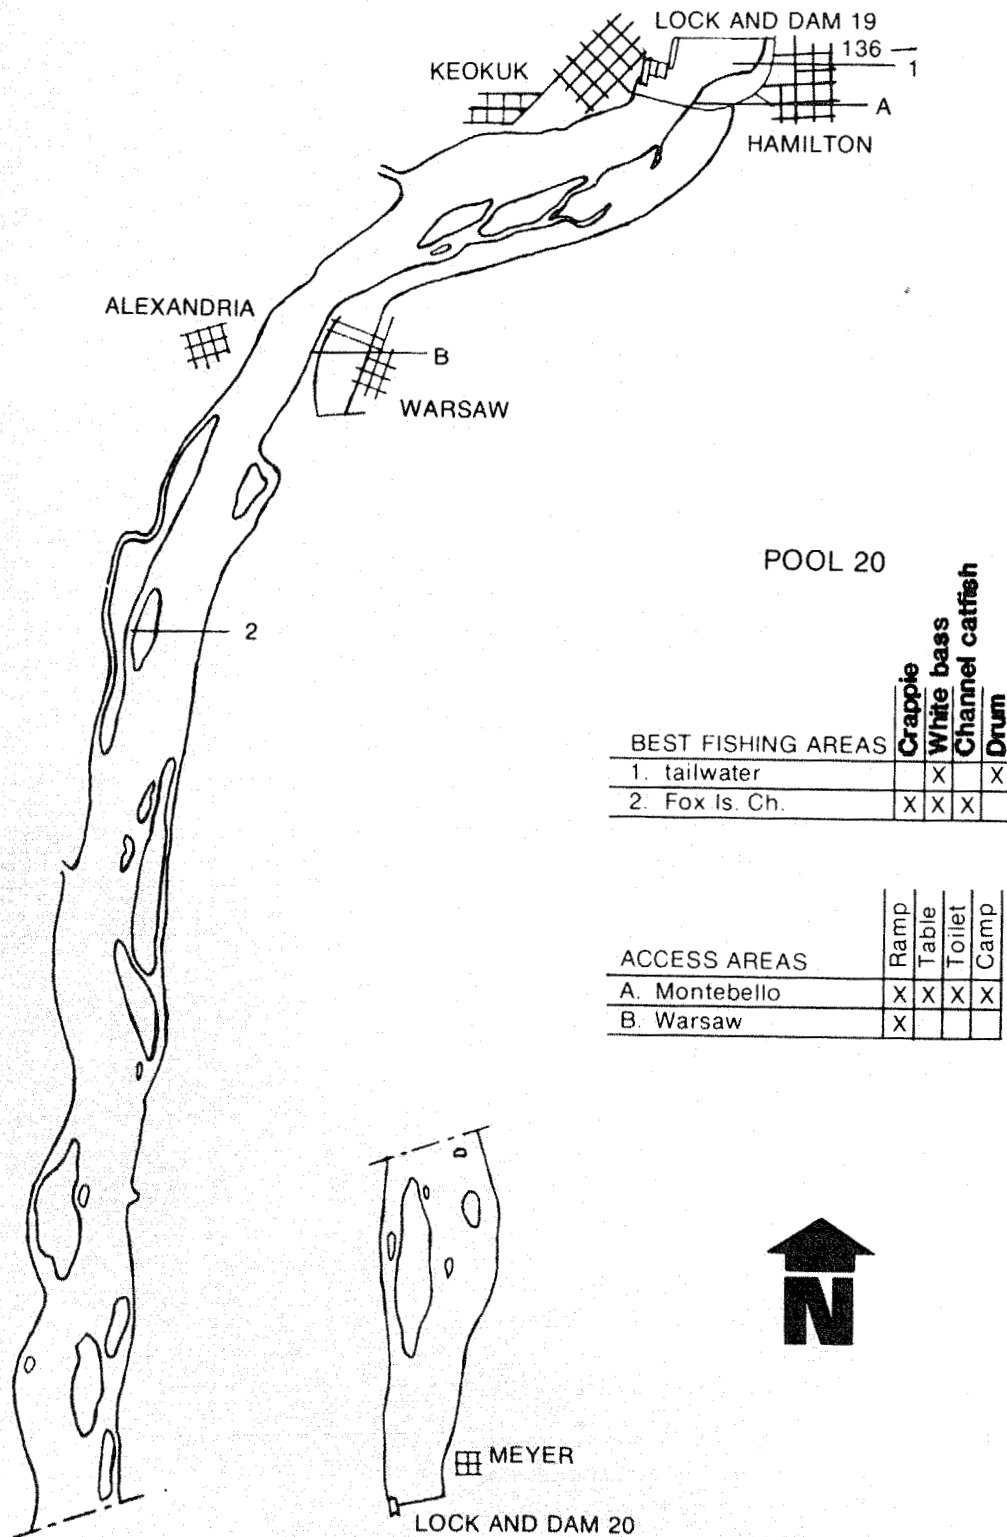 LOCK AND DAM 19
136
1
KEOKUK
A
HAMILTON
ALEXANDRIA
B
WARSAW
2
POOL 20
BEST FISHING AREAS Crappie White bass Channel catfish Drum
1. tailwater X X
2. Fox Is. Ch. X X X
ACCESS AREAS Ramp Table Toilet Camp
A. Montebello X X X X
B. Warsaw X
N
MEYER
LOCK AND DAM 20